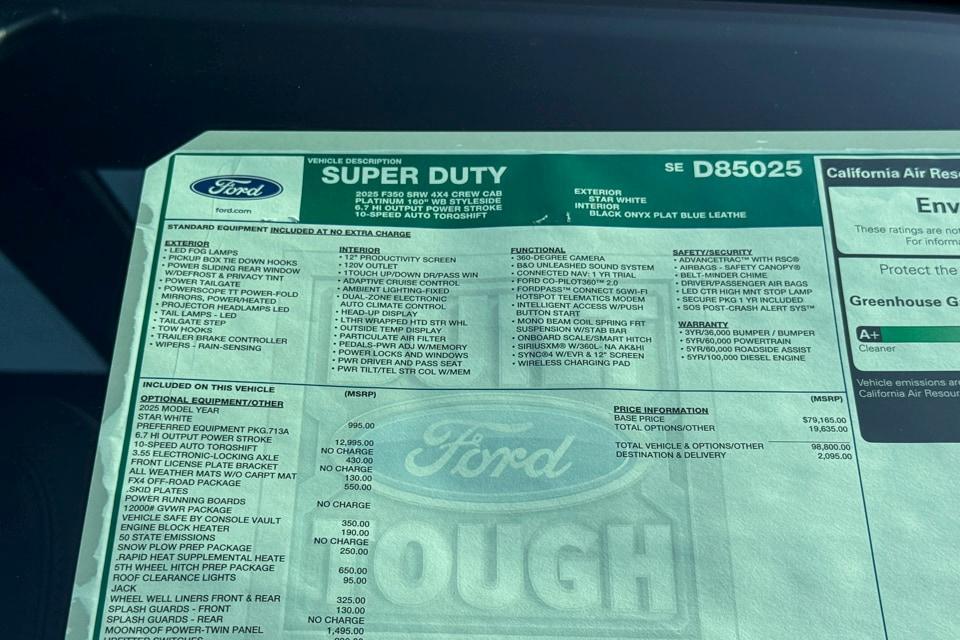 Ford
ford.com
VEHICLE DESCRIPTION
SUPER DUTY
2025 F350 SRW 4X4 CREW CAB
PLATINUM 160" WB STYLESIDE
6.7 HI OUTPUT POWER STROKE
10-SPEED AUTO TORQSHIFT
EXTERIOR
STAR WHITE
INTERIOR
BLACK ONYX PLAT BLUE LEATHE
SE D85025
STANDARD EQUIPMENT INCLUDED AT NO EXTRA CHARGE
EXTERIOR
• LED FOG LAMPS
• PICKUP BOX TIE DOWN HOOKS
• POWER SLIDING REAR WINDOW
W/DEFROST & PRIVACY TINT
• POWER TAILGATE
• POWERSCOPE TT POWER-FOLD
MIRRORS, POWER/HEATED
• PROJECTOR HEADLAMPS LED
• TAIL LAMPS - LED
• TAILGATE STEP
• TOW HOOKS
• TRAILER BRAKE CONTROLLER
• WIPERS - RAIN-SENSING
INTERIOR
• 12" PRODUCTIVITY SCREEN
• 120V OUTLET
• 1TOUCH UP/DOWN DR/PASS WIN
• ADAPTIVE CRUISE CONTROL
• AMBIENT LIGHTING-FIXED
• DUAL-ZONE ELECTRONIC
AUTO CLIMATE CONTROL
• HEAD-UP DISPLAY
• LTHR WRAPPED HTD STR WHL
• OUTSIDE TEMP DISPLAY
• PARTICULATE AIR FILTER
• PEDALS-PWR ADJ W/MEMORY
• POWER LOCKS AND WINDOWS
• PWR DRIVER AND PASS SEAT
• PWR TILT/TEL STR COL W/MEM
FUNCTIONAL
• 360-DEGREE CAMERA
• B&O UNLEASHED SOUND SYSTEM
• CONNECTED NAV: 1 YR TRIAL
• FORD CO-PILOT360™ 2.0
• FORDPASS™ CONNECT 5GWI-FI
HOTSPOT TELEMATICS MODEM
• INTELLIGENT ACCESS W/PUSH
BUTTON START
• MONO BEAM COIL SPRING FRT
SUSPENSION W/STAB BAR
• ONBOARD SCALE/SMART HITCH
• SIRIUSXM® W/360L- NA AK&HI
• SYNC®4 W/EVR & 12" SCREEN
• WIRELESS CHARGING PAD
SAFETY/SECURITY
• ADVANCETRAC™ WITH RSC®
• AIRBAGS - SAFETY CANOPY®
• BELT-MINDER CHIME
• DRIVER/PASSENGER AIR BAGS
• LED CTR HIGH MNT STOP LAMP
• SECURE PKG 1 YR INCLUDED
• SOS POST-CRASH ALERT SYS™
WARRANTY
• 3YR/36,000 BUMPER / BUMPER
• 5YR/60,000 POWERTRAIN
• 5YR/60,000 ROADSIDE ASSIST
• 5YR/100,000 DIESEL ENGINE
INCLUDED ON THIS VEHICLE
(MSRP)
OPTIONAL EQUIPMENT/OTHER
2025 MODEL YEAR
STAR WHITE 995.00
PREFERRED EQUIPMENT PKG.713A
6.7 HI OUTPUT POWER STROKE 12,995.00
10-SPEED AUTO TORQSHIFT NO CHARGE
3.55 ELECTRONIC-LOCKING AXLE 430.00
FRONT LICENSE PLATE BRACKET NO CHARGE
ALL WEATHER MATS W/O CARPT MAT 130.00
FX4 OFF-ROAD PACKAGE 550.00
.SKID PLATES
POWER RUNNING BOARDS NO CHARGE
12000# GVWR PACKAGE
VEHICLE SAFE BY CONSOLE VAULT 350.00
ENGINE BLOCK HEATER 190.00
50 STATE EMISSIONS NO CHARGE
SNOW PLOW PREP PACKAGE 250.00
.RAPID HEAT SUPPLEMENTAL HEATE
5TH WHEEL HITCH PREP PACKAGE 650.00
ROOF CLEARANCE LIGHTS 95.00
JACK
WHEEL WELL LINERS FRONT & REAR 325.00
SPLASH GUARDS - FRONT 130.00
SPLASH GUARDS - REAR NO CHARGE
MOONROOF POWER-TWIN PANEL 1,495.00
UPFITTER SWITCHES
(MSRP)
PRICE INFORMATION
BASE PRICE $79,165.00
TOTAL OPTIONS/OTHER 19,635.00
TOTAL VEHICLE & OPTIONS/OTHER 98,800.00
DESTINATION & DELIVERY 2,095.00
Ford
TOUGH
California Air Reso
Env
These ratings are not
For informa
Protect the
Greenhouse G
A+
Cleaner
Vehicle emissions are
California Air Resour